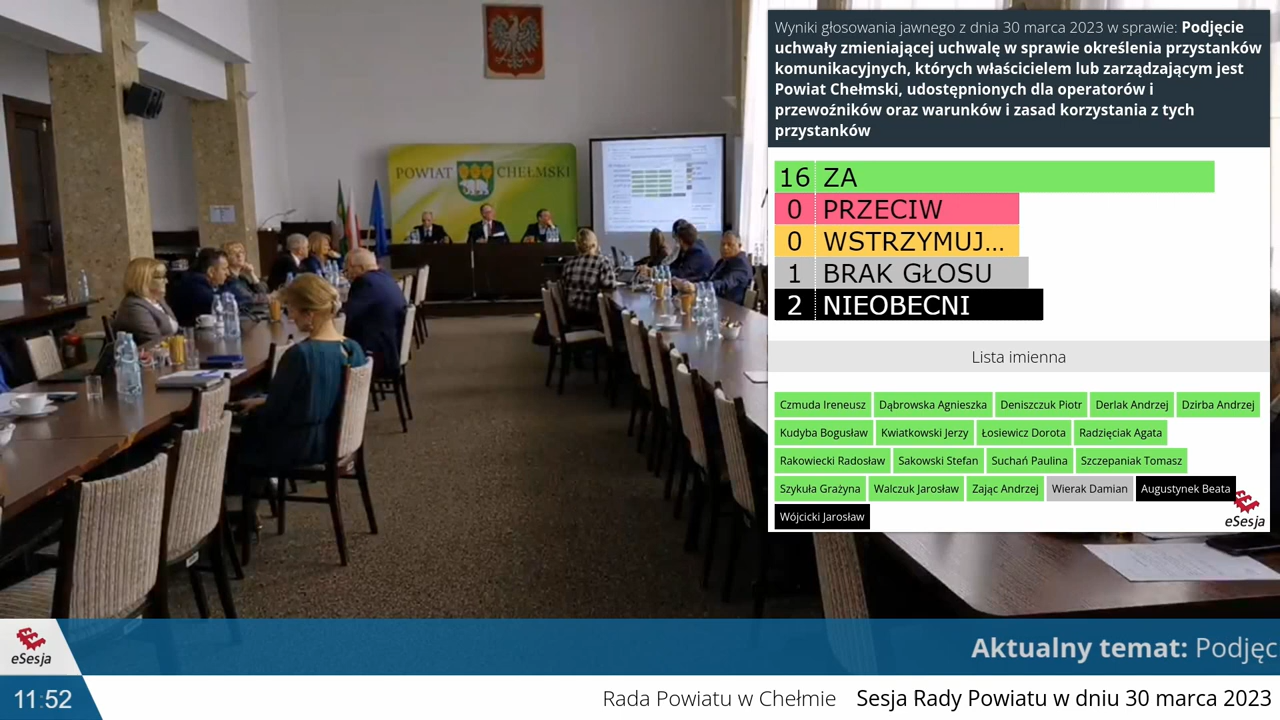 Wyniki głosowania jawnego z dnia 30 marca 2023 w sprawie: Podjęcie
uchwały zmieniającej uchwałę w sprawie określenia przystanków
komunikacyjnych, których właścicielem lub zarządzającym jest
Powiat Chełmski, udostępnionych dla operatorów i
przewoźników oraz warunków i zasad korzystania z tych
przystanków
16 ZA
0 PRZECIW
0 WSTRZYMUJ...
1 BRAK GŁOSU
2 NIEOBECNI
Lista imienna
Czmuda Ireneusz Dąbrowska Agnieszka Deniszczuk Piotr Derlak Andrzej Dzirba Andrzej
Kudyba Bogusław Kwiatkowski Jerzy Łosiewicz Dorota Radzięciak Agata
Rakowiecki Radosław Sakowski Stefan Suchań Paulina Szczepaniak Tomasz
Szykuła Grażyna Walczuk Jarosław Zając Andrzej Wierak Damian Augustynek Beata
Wójcicki Jarosław
eSesja
POWIAT CHEŁMSKI
eSesja
Aktualny temat: Podjęc
11:52
Rada Powiatu w Chełmie Sesja Rady Powiatu w dniu 30 marca 2023